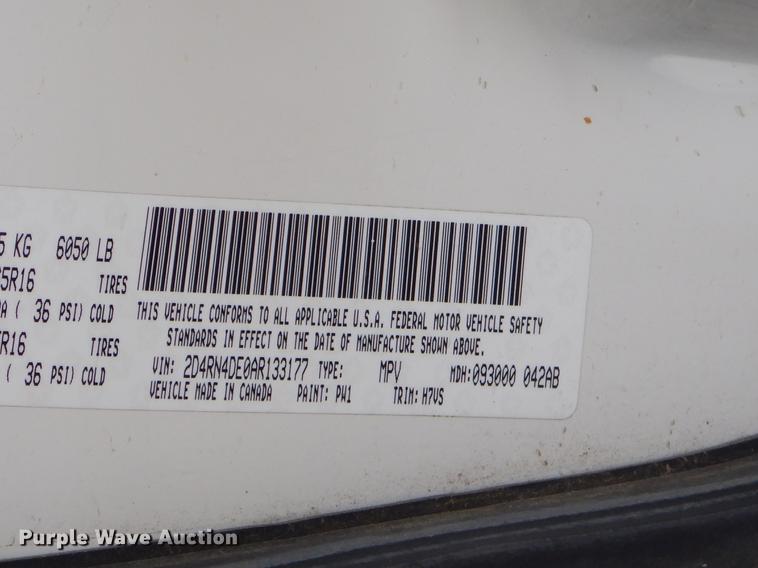 5 KG 6050 LB
5R16 TIRES
A ( 36 PSI) COLD
R16 TIRES
( 36 PSI) COLD
THIS VEHICLE CONFORMS TO ALL APPLICABLE U.S.A. FEDERAL MOTOR VEHICLE SAFETY
STANDARDS IN EFFECT ON THE DATE OF MANUFACTURE SHOWN ABOVE.
VIN: 2D4RN4DE0AR133177 TYPE: MPV MDH:093000 042AB
VEHICLE MADE IN CANADA PAINT: PW1 TRIM: H7VS
Purple Wave Auction